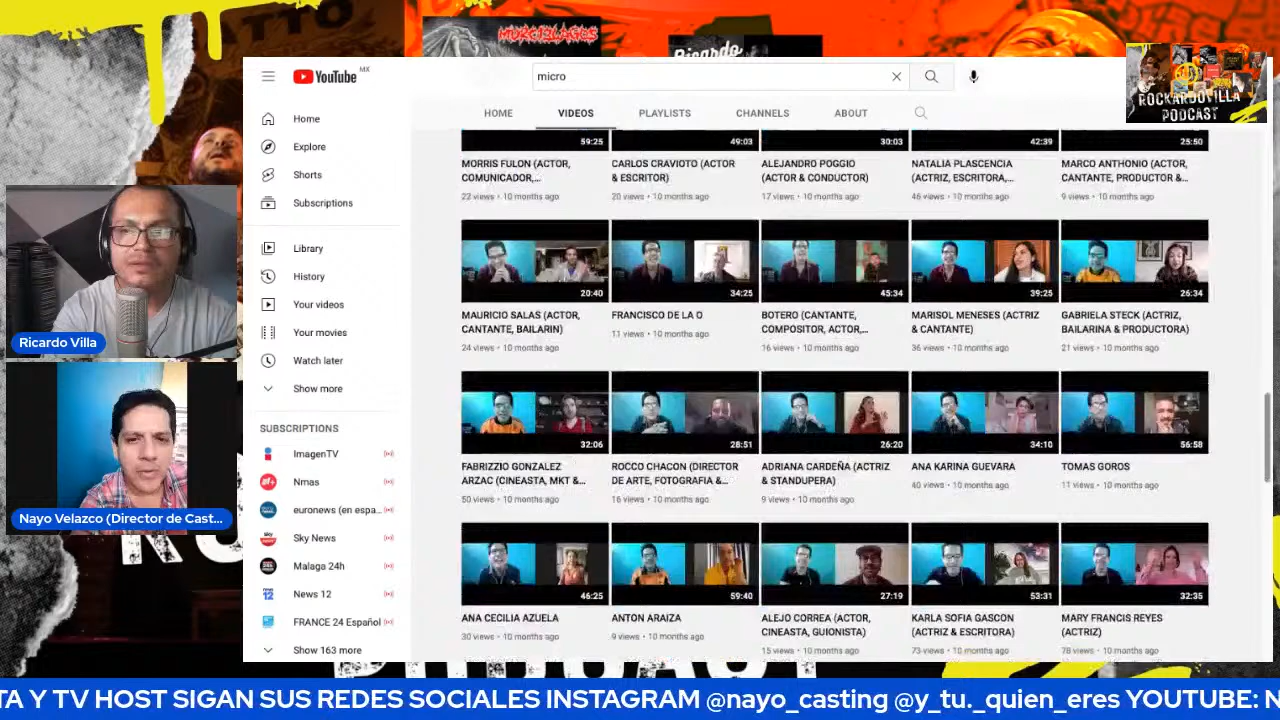 MURCIELAGOS
Ricardo
YouTube MX
micro
ROCKARDOVILLA
PODCAST
HOME
VIDEOS
PLAYLISTS
CHANNELS
ABOUT
Home
Explore
Shorts
Subscriptions
Library
History
Your videos
Your movies
Watch later
Show more
SUBSCRIPTIONS
ImagenTV
Nmas
euronews (en espa...
Sky News
Malaga 24h
News 12
FRANCE 24 Español
Show 163 more
59:25
49:03
30:03
42:39
25:50
MORRIS FULON (ACTOR,
COMUNICADOR,...
22 views • 10 months ago
CARLOS CRAVIOTO (ACTOR
& ESCRITOR)
20 views • 10 months ago
ALEJANDRO POGGIO
(ACTOR & CONDUCTOR)
17 views • 10 months ago
NATALIA PLASCENCIA
(ACTRIZ, ESCRITORA,...
46 views • 10 months ago
MARCO ANTHONIO (ACTOR,
CANTANTE, PRODUCTOR &...
9 views • 10 months ago
20:40
34:25
45:34
39:25
26:34
MAURICIO SALAS (ACTOR,
CANTANTE, BAILARIN)
24 views • 10 months ago
FRANCISCO DE LA O
11 views • 10 months ago
BOTERO (CANTANTE,
COMPOSITOR, ACTOR,...
16 views • 10 months ago
MARISOL MENESES (ACTRIZ
& CANTANTE)
36 views • 10 months ago
GABRIELA STECK (ACTRIZ,
BAILARINA & PRODUCTORA)
21 views • 10 months ago
32:06
28:51
26:20
34:10
56:58
FABRIZZIO GONZALEZ
ARZAC (CINEASTA, MKT &...
50 views • 10 months ago
ROCCO CHACON (DIRECTOR
DE ARTE, FOTOGRAFIA &...
16 views • 10 months ago
ADRIANA CARDEÑA (ACTRIZ
& STANDUPERA)
9 views • 10 months ago
ANA KARINA GUEVARA
40 views • 10 months ago
TOMAS GOROS
11 views • 10 months ago
46:25
59:40
27:19
53:31
32:35
ANA CECILIA AZUELA
30 views • 10 months ago
ANTON ARAIZA
9 views • 10 months ago
ALEJO CORREA (ACTOR,
CINEASTA, GUIONISTA)
15 views • 10 months ago
KARLA SOFIA GASCON
(ACTRIZ & ESCRITORA)
73 views • 10 months ago
MARY FRANCIS REYES
(ACTRIZ)
78 views • 10 months ago
Ricardo Villa
Nayo Velazco (Director de Cast...
TA Y TV HOST SIGAN SUS REDES SOCIALES INSTAGRAM @nayo_casting @y_tu._quien_eres YOUTUBE: N